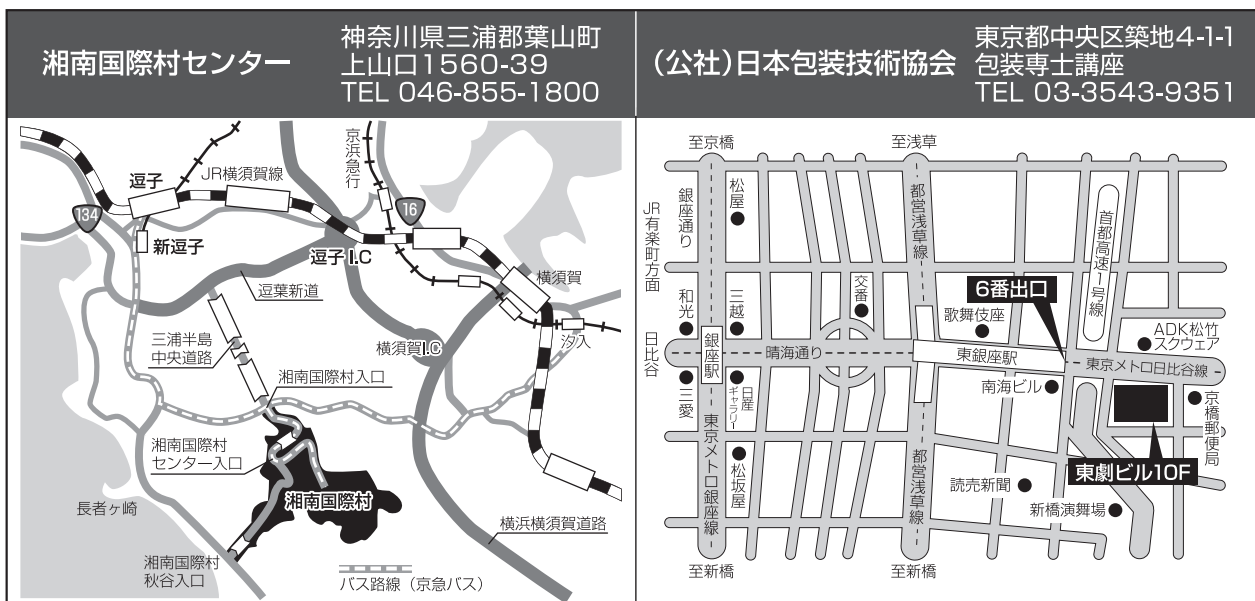 湘南国際村センター
神奈川県三浦郡葉山町
上山口1560-39
TEL 046-855-1800
(公社)日本包装技術協会
東京都中央区築地4-1-1
包装専士講座
TEL 03-3543-9351
逗子
JR横須賀線
京浜急行
134
16
新逗子
逗子I.C
横須賀
逗葉新道
汐入
三浦半島
中央道路
横須賀I.C
湘南国際村入口
湘南国際村
センター入口
湘南国際村
長者ヶ崎
横浜横須賀道路
湘南国際村
秋谷入口
バス路線（京急バス）
至京橋
至浅草
JR有楽町方面
銀座通り
松屋
都営浅草線
首都高速1号線
6番出口
和光
三越
交番
歌舞伎座
ADK松竹
スクウェア
日比谷
銀座駅
晴海通り
東銀座駅
東京メトロ日比谷線
三愛
日産
ギャラリー
南海ビル
京橋郵便局
東京メトロ銀座線
松坂屋
都営浅草線
読売新聞
東劇ビル10F
新橋演舞場
至新橋
至新橋